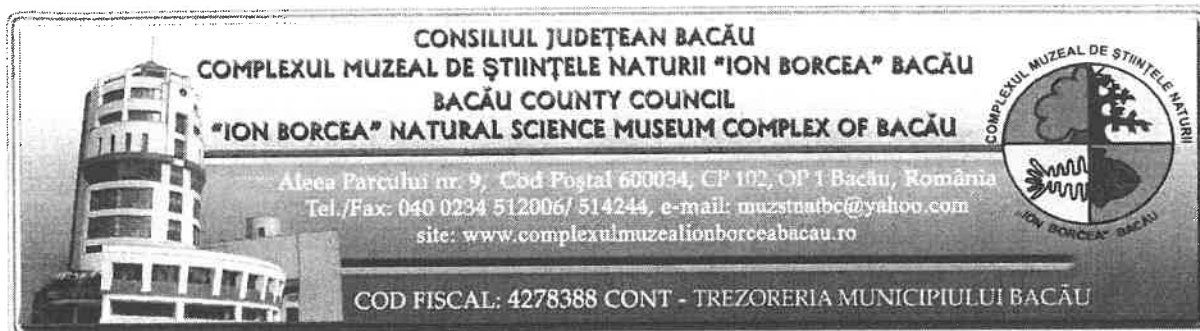 CONSILIUL JUDEȚEAN BACĂU
COMPLEXUL MUZEAL DE ȘTIINȚELE NATURII "ION BORCEA" BACĂU
BACĂU COUNTY COUNCIL
"ION BORCEA" NATURAL SCIENCE MUSEUM COMPLEX OF BACĂU
Aleea Parcului nr. 9, Cod Poștal 600034, CP 102, OP 1 Bacău, România
Tel./Fax: 040 0234 512006/ 514244, e-mail: muzstnatbc@yahoo.com
site: www.complexulmuzealionborceabacau.ro
COD FISCAL: 4278388 CONT - TREZORERIA MUNICIPIULUI BACĂU
COMPLEXUL MUZEAL DE ȘTIINȚELE NATURII
"ION BORCEA" BACĂU